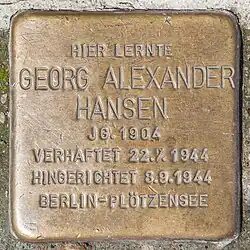 HIER LERNTE
GEORG ALEXANDER
HANSEN
JG. 1904
VERHAFTET 22.7. 1944
HINGERICHTET 8.9.1944
BERLIN-PLÖTZENSEE